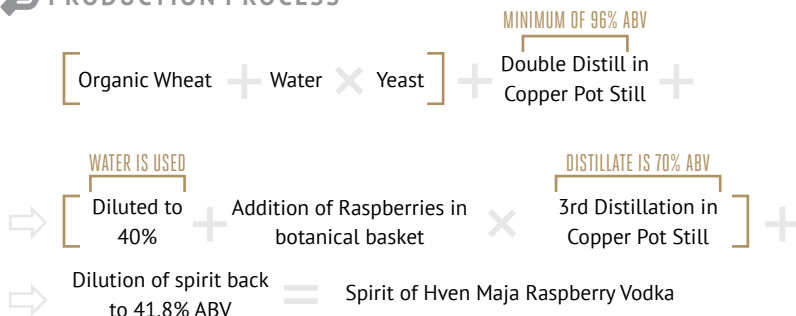 PRODUCTION PROCESS
MINIMUM OF 96% ABV
[Organic Wheat + Water × Yeast] + Double Distill in +
Copper Pot Still
WATER IS USED
DISTILLATE IS 70% ABV
[Diluted to + Addition of Raspberries in × 3rd Distillation in] +
40% botanical basket Copper Pot Still
Dilution of spirit back
to 41.8% ABV
= Spirit of Hven Maja Raspberry Vodka